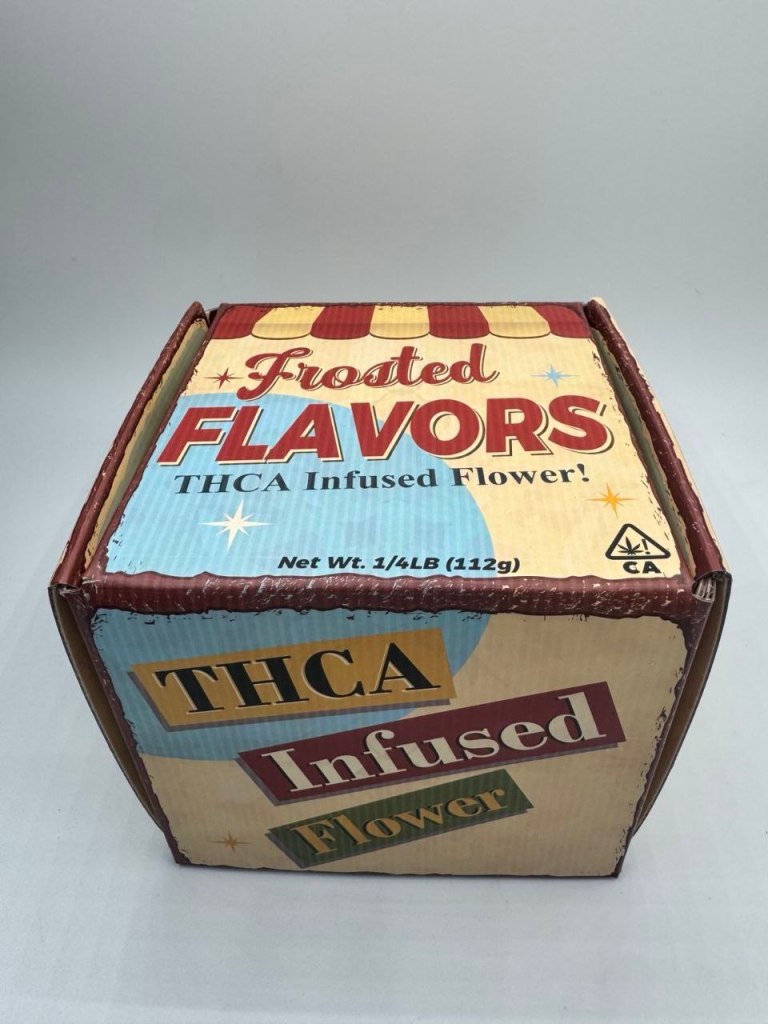 Frosted
FLAVORS
THCA Infused Flower!
Net Wt. 1/4LB (112g)
CA
THCA
Infused
Flower